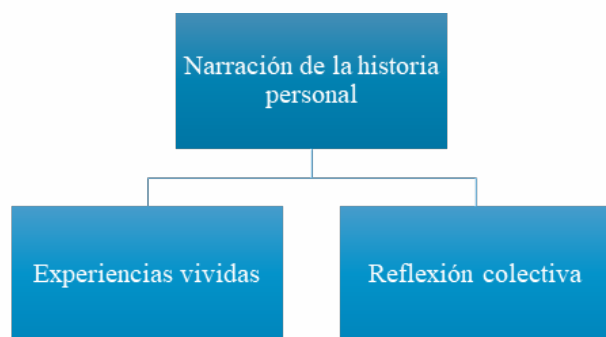 Narración de la historia
personal
Experiencias vividas
Reflexión colectiva